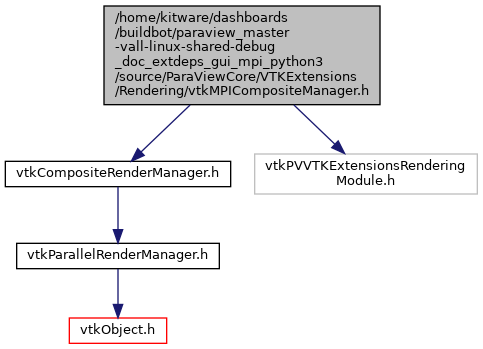 /home/kitware/dashboards
/buildbot/paraview_master
-vall-linux-shared-debug
_doc_extdeps_gui_mpi_python3
/source/ParaViewCore/VTKExtensions
/Rendering/vtkMPICompositeManager.h
vtkCompositeRenderManager.h
vtkPVVTKExtensionsRendering
Module.h
vtkParallelRenderManager.h
vtkObject.h